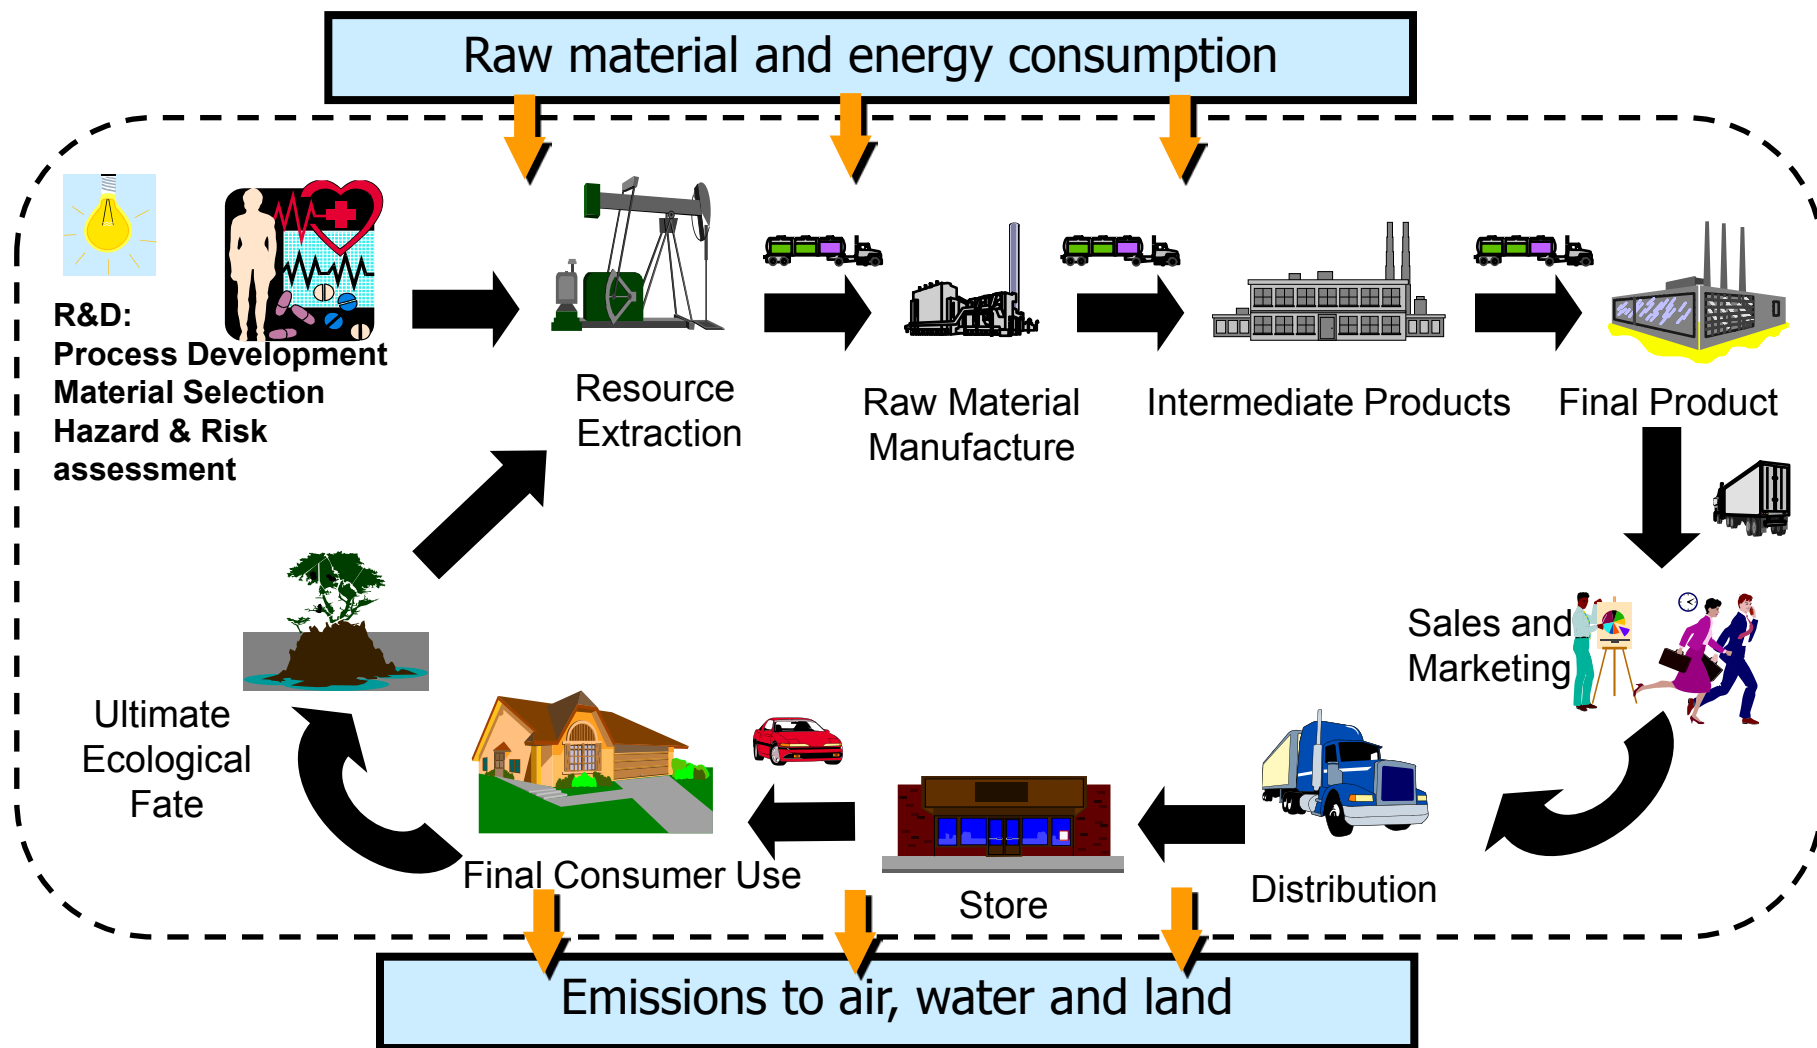 Raw material and energy consumption
R&D:
Process Development
Material Selection
Hazard & Risk
assessment
Resource
Extraction
Raw Material
Manufacture
Intermediate Products
Final Product
Sales and
Marketing
Distribution
Store
Final Consumer Use
Ultimate
Ecological
Fate
Emissions to air, water and land